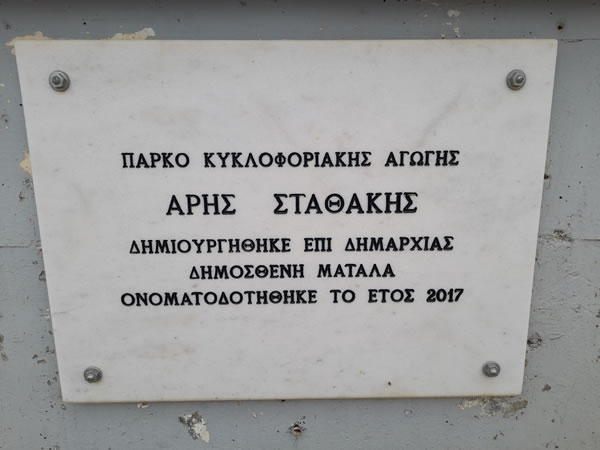 ΠΑΡΚΟ ΚΥΚΛΟΦΟΡΙΑΚΗΣ ΑΓΩΓΗΣ
ΑΡΗΣ ΣΤΑΘΑΚΗΣ
ΔΗΜΙΟΥΡΓΗΘΗΚΕ ΕΠΙ ΔΗΜΑΡΧΙΑΣ
ΔΗΜΟΣΘΕΝΗ ΜΑΤΑΛΑ
ΟΝΟΜΑΤΟΔΟΤΗΘΗΚΕ ΤΟ ΕΤΟΣ 2017